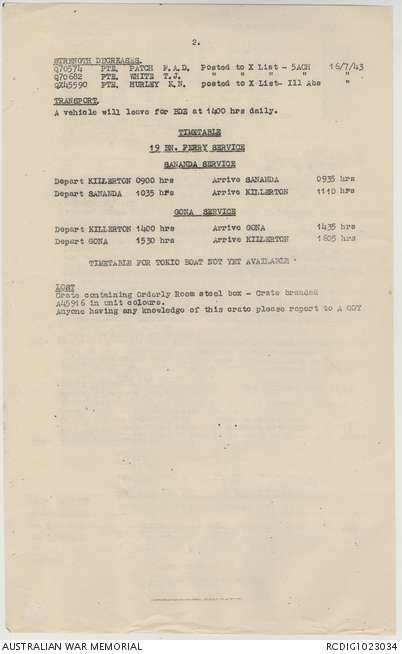 2.
STRENGTH DECREASES.
Q70574 PTE. PATCH F.A.D. Posted to X List - 5ACH 16/7/43
Q70682 PTE. WHITE T.J. " " " " " "
QX45590 PTE. HURLEY K.N. posted to X List- Ill Abs "
TRANSPORT.
A vehicle will leave for BDE at 1400 hrs daily.
TIMETABLE
19 BN. FERRY SERVICE
SANANDA SERVICE
Depart KILLERTON 0900 hrs Arrive SANANDA 0935 hrs
Depart SANANDA 1035 hrs Arrive KILLERTON 1110 hrs
GONA SERVICE
Depart KILLERTON 1400 hrs Arrive GONA 1435 hrs
Depart GONA 1530 hrs Arrive KILLERTON 1605 hrs
TIMETABLE FOR TOKIO BOAT NOT YET AVAILABLE
LOST
Crate containing Orderly Room steel box - Crate branded
A45916 in unit colours.
Anyone having any knowledge of this crate please report to A COY
AUSTRALIAN WAR MEMORIAL
RCDIG1023034